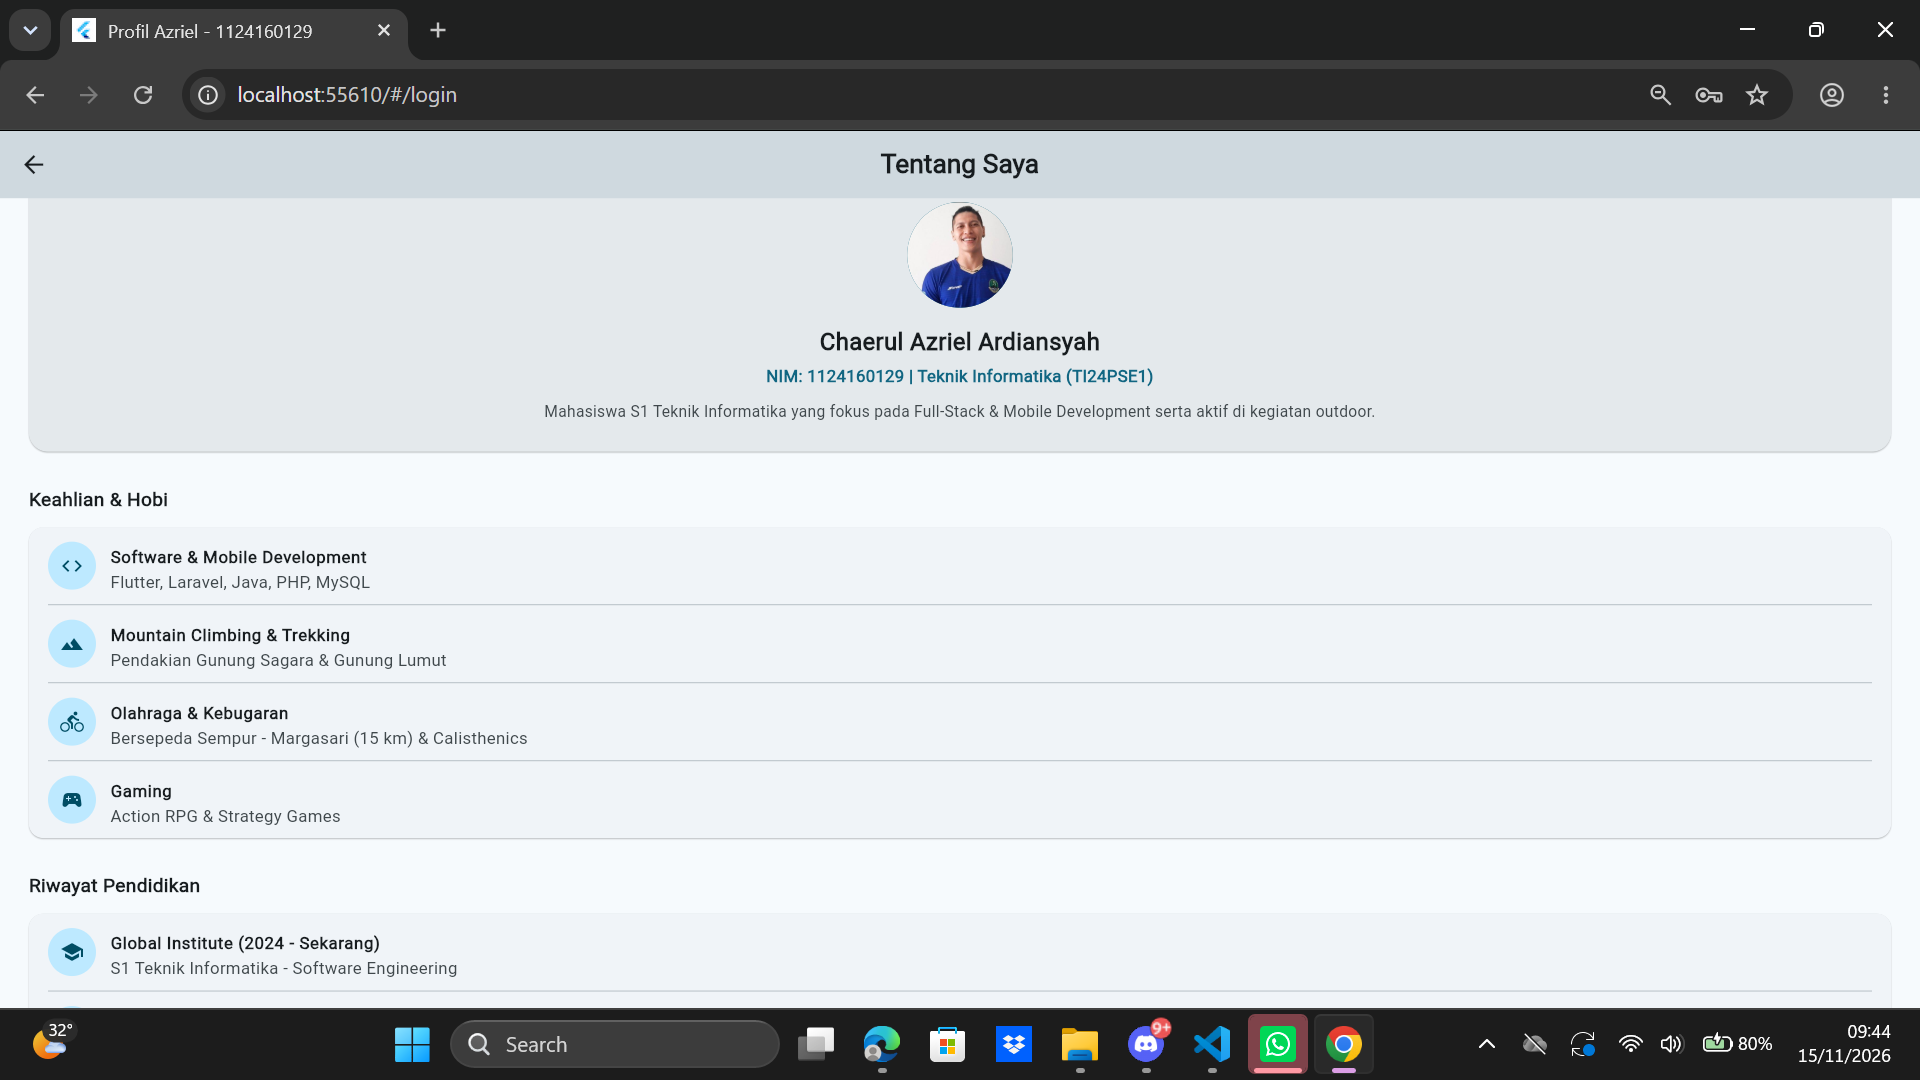 Profil Azriel - 1124160129
localhost:55610/#/login
Tentang Saya
Chaerul Azriel Ardiansyah
NIM: 1124160129 | Teknik Informatika (TI24PSE1)
Mahasiswa S1 Teknik Informatika yang fokus pada Full-Stack & Mobile Development serta aktif di kegiatan outdoor.
Keahlian & Hobi
Software & Mobile Development
Flutter, Laravel, Java, PHP, MySQL
Mountain Climbing & Trekking
Pendakian Gunung Sagara & Gunung Lumut
Olahraga & Kebugaran
Bersepeda Sempur - Margasari (15 km) & Calisthenics
Gaming
Action RPG & Strategy Games
Riwayat Pendidikan
Global Institute (2024 - Sekarang)
S1 Teknik Informatika - Software Engineering
32°
Search
9+
80%
09:44
15/11/2026